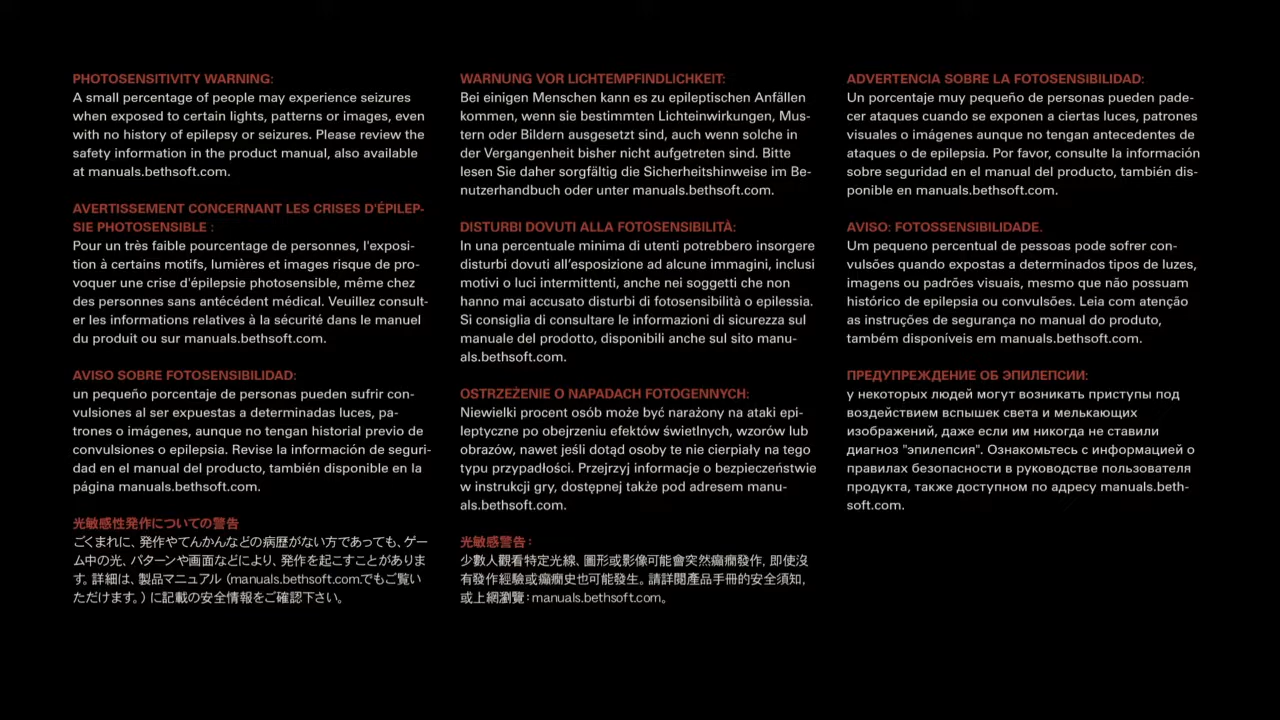 PHOTOSENSITIVITY WARNING:
A small percentage of people may experience seizures
when exposed to certain lights, patterns or images, even
with no history of epilepsy or seizures. Please review the
safety information in the product manual, also available
at manuals.bethsoft.com.
AVERTISSEMENT CONCERNANT LES CRISES D'ÉPILEP-
SIE PHOTOSENSIBLE :
Pour un très faible pourcentage de personnes, l'exposi-
tion à certains motifs, lumières et images risque de pro-
voquer une crise d'épilepsie photosensible, même chez
des personnes sans antécédent médical. Veuillez consult-
er les informations relatives à la sécurité dans le manuel
du produit ou sur manuals.bethsoft.com.
AVISO SOBRE FOTOSENSIBILIDAD:
un pequeño porcentaje de personas pueden sufrir con-
vulsiones al ser expuestas a determinadas luces, pa-
trones o imágenes, aunque no tengan historial previo de
convulsiones o epilepsia. Revise la información de seguri-
dad en el manual del producto, también disponible en la
página manuals.bethsoft.com.
光敏感性発作についての警告
ごくまれに、発作やてんかんなどの病歴がない方であっても、ゲー
ム中の光、パターンや画面などにより、発作を起こすことがありま
す。詳細は、製品マニュアル（manuals.bethsoft.comでもご覧い
ただけます。）に記載の安全情報をご確認下さい。
WARNUNG VOR LICHTEMPFINDLICHKEIT:
Bei einigen Menschen kann es zu epileptischen Anfällen
kommen, wenn sie bestimmten Lichteinwirkungen, Mus-
tern oder Bildern ausgesetzt sind, auch wenn solche in
der Vergangenheit bisher nicht aufgetreten sind. Bitte
lesen Sie daher sorgfältig die Sicherheitshinweise im Be-
nutzerhandbuch oder unter manuals.bethsoft.com.
DISTURBI DOVUTI ALLA FOTOSENSIBILITÀ:
In una percentuale minima di utenti potrebbero insorgere
disturbi dovuti all'esposizione ad alcune immagini, inclusi
motivi o luci intermittenti, anche nei soggetti che non
hanno mai accusato disturbi di fotosensibilità o epilessia.
Si consiglia di consultare le informazioni di sicurezza sul
manuale del prodotto, disponibili anche sul sito manu-
als.bethsoft.com.
OSTRZEŻENIE O NAPADACH FOTOGENNYCH:
Niewielki procent osób może być narażony na ataki epi-
leptyczne po obejrzeniu efektów świetlnych, wzorów lub
obrazów, nawet jeśli dotąd osoby te nie cierpiały na tego
typu przypadłości. Przejrzyj informacje o bezpieczeństwie
w instrukcji gry, dostępnej także pod adresem manu-
als.bethsoft.com.
光敏感警告：
少數人觀看特定光線、圖形或影像可能會突然癲癇發作，即使沒
有發作經驗或癲癇史也可能發生。請詳閱產品手冊的安全須知，
或上網瀏覽：manuals.bethsoft.com。
ADVERTENCIA SOBRE LA FOTOSENSIBILIDAD:
Un porcentaje muy pequeño de personas pueden pade-
cer ataques cuando se exponen a ciertas luces, patrones
visuales o imágenes aunque no tengan antecedentes de
ataques o de epilepsia. Por favor, consulte la información
sobre seguridad en el manual del producto, también dis-
ponible en manuals.bethsoft.com.
AVISO: FOTOSSENSIBILIDADE.
Um pequeno percentual de pessoas pode sofrer con-
vulsões quando expostas a determinados tipos de luzes,
imagens ou padrões visuais, mesmo que não possuam
histórico de epilepsia ou convulsões. Leia com atenção
as instruções de segurança no manual do produto,
também disponíveis em manuals.bethsoft.com.
ПРЕДУПРЕЖДЕНИЕ ОБ ЭПИЛЕПСИИ:
у некоторых людей могут возникать приступы под
воздействием вспышек света и мелькающих
изображений, даже если им никогда не ставили
диагноз "эпилепсия". Ознакомьтесь с информацией о
правилах безопасности в руководстве пользователя
продукта, также доступном по адресу manuals.beth-
soft.com.